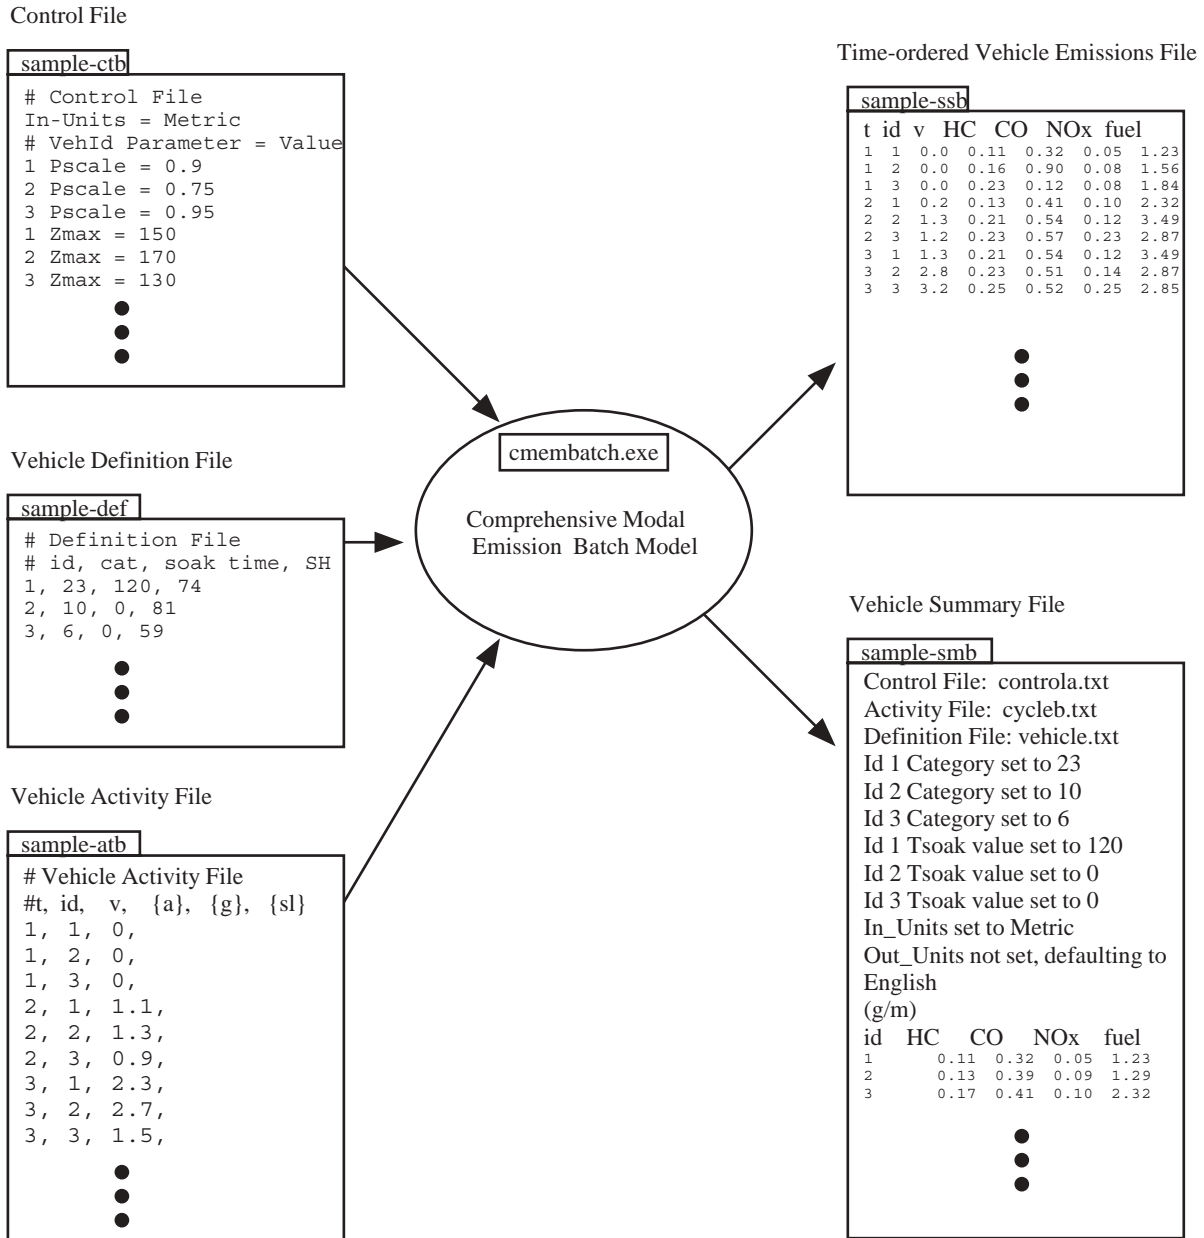 Control File
sample-ctb
# Control File
In-Units = Metric
# VehId Parameter = Value
1 Pscale = 0.9
2 Pscale = 0.75
3 Pscale = 0.95
1 Zmax = 150
2 Zmax = 170
3 Zmax = 130
Vehicle Definition File
sample-def
# Definition File
# id, cat, soak time, SH
1, 23, 120, 74
2, 10, 0, 81
3, 6, 0, 59
Vehicle Activity File
sample-atb
# Vehicle Activity File
#t, id, v, {a}, {g}, {sl}
1, 1, 0,
1, 2, 0,
1, 3, 0,
2, 1, 1.1,
2, 2, 1.3,
2, 3, 0.9,
3, 1, 2.3,
3, 2, 2.7,
3, 3, 1.5,
cmembatch.exe
Comprehensive Modal
Emission Batch Model
Time-ordered Vehicle Emissions File
sample-ssb
t id v HC CO NOx fuel
1 1 0.0 0.11 0.32 0.05 1.23
1 2 0.0 0.16 0.90 0.08 1.56
1 3 0.0 0.23 0.12 0.08 1.84
2 1 0.2 0.13 0.41 0.10 2.32
2 2 1.3 0.21 0.54 0.12 3.49
2 3 1.2 0.23 0.57 0.23 2.87
3 1 1.3 0.21 0.54 0.12 3.49
3 2 2.8 0.23 0.51 0.14 2.87
3 3 3.2 0.25 0.52 0.25 2.85
Vehicle Summary File
sample-smb
Control File: controla.txt
Activity File: cycleb.txt
Definition File: vehicle.txt
Id 1 Category set to 23
Id 2 Category set to 10
Id 3 Category set to 6
Id 1 Tsoak value set to 120
Id 2 Tsoak value set to 0
Id 3 Tsoak value set to 0
In_Units set to Metric
Out_Units not set, defaulting to
English
(g/m)
id HC CO NOx fuel
1 0.11 0.32 0.05 1.23
2 0.13 0.39 0.09 1.29
3 0.17 0.41 0.10 2.32